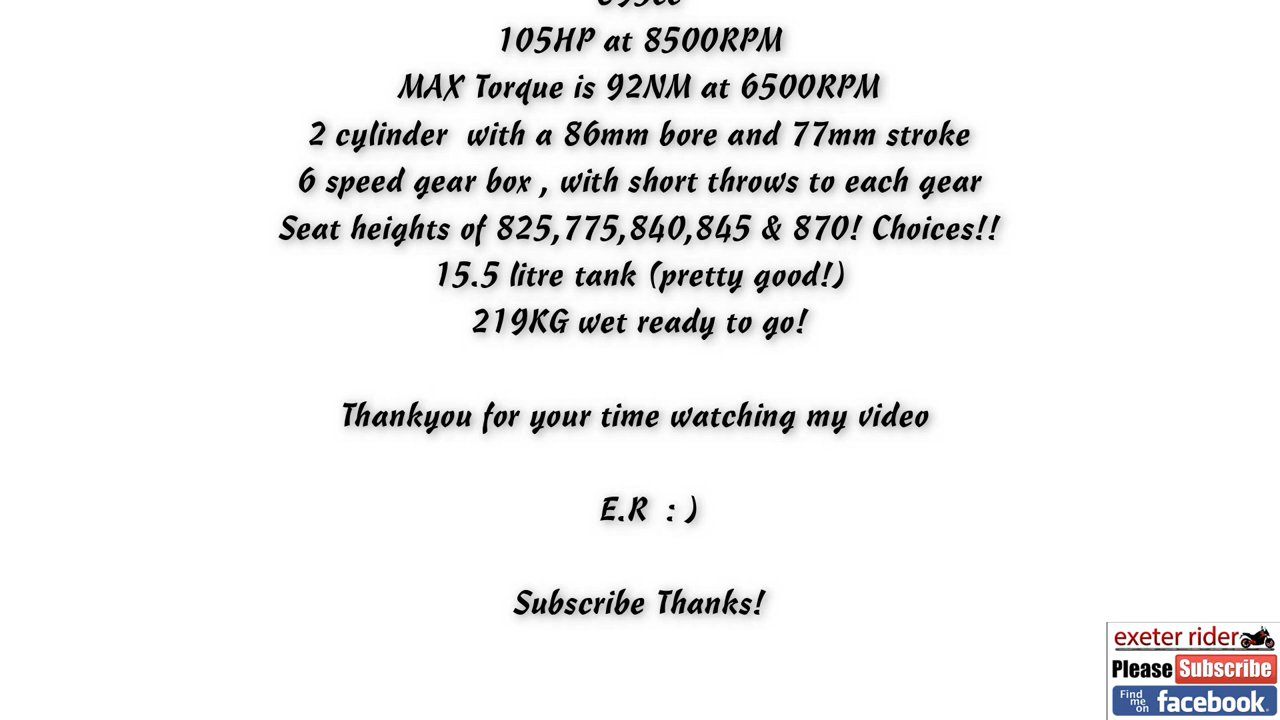 105HP at 8500RPM
MAX Torque is 92NM at 6500RPM
2 cylinder with a 86mm bore and 77mm stroke
6 speed gear box , with short throws to each gear
Seat heights of 825,775,840,845 & 870! Choices!!
15.5 litre tank (pretty good!)
219KG wet ready to go!
Thankyou for your time watching my video
E.R : )
Subscribe Thanks!
exeter rider
Please Subscribe
Find me on facebook